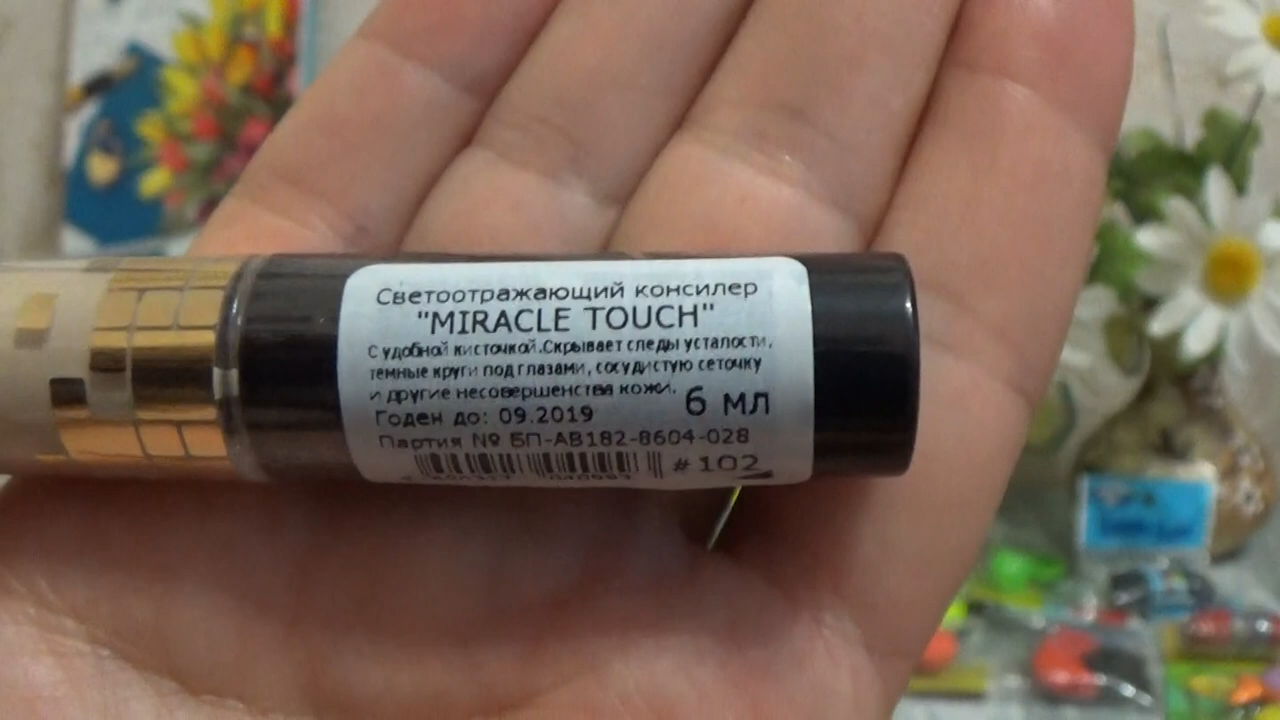 Светоотражающий консилер
"MIRACLE TOUCH"
С удобной кисточкой.Скрывает следы усталости,
темные круги под глазами, сосудистую сеточку
и другие несовершенства кожи.
6 мл
Годен до: 09.2019
Партия № БП-АВ182-8604-028
#102